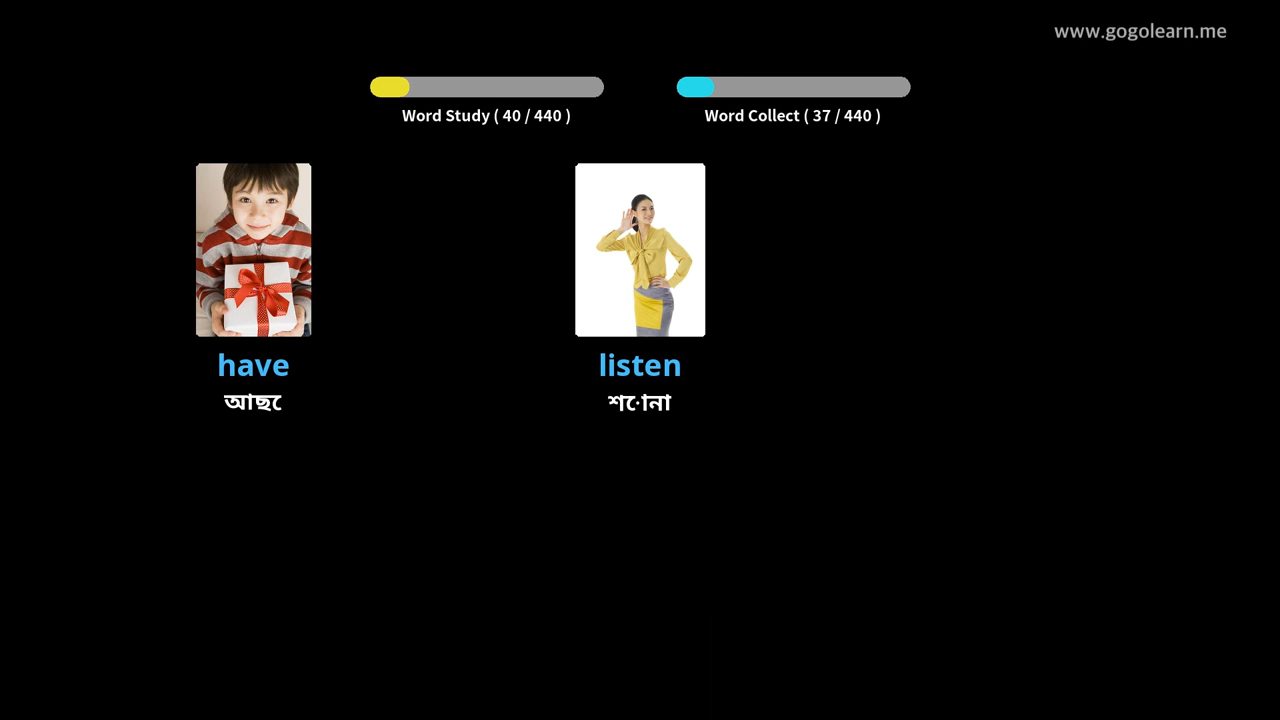 www.gogolearn.me
Word Study ( 40 / 440 )
Word Collect ( 37 / 440 )
have
listen
আছে
শোনা